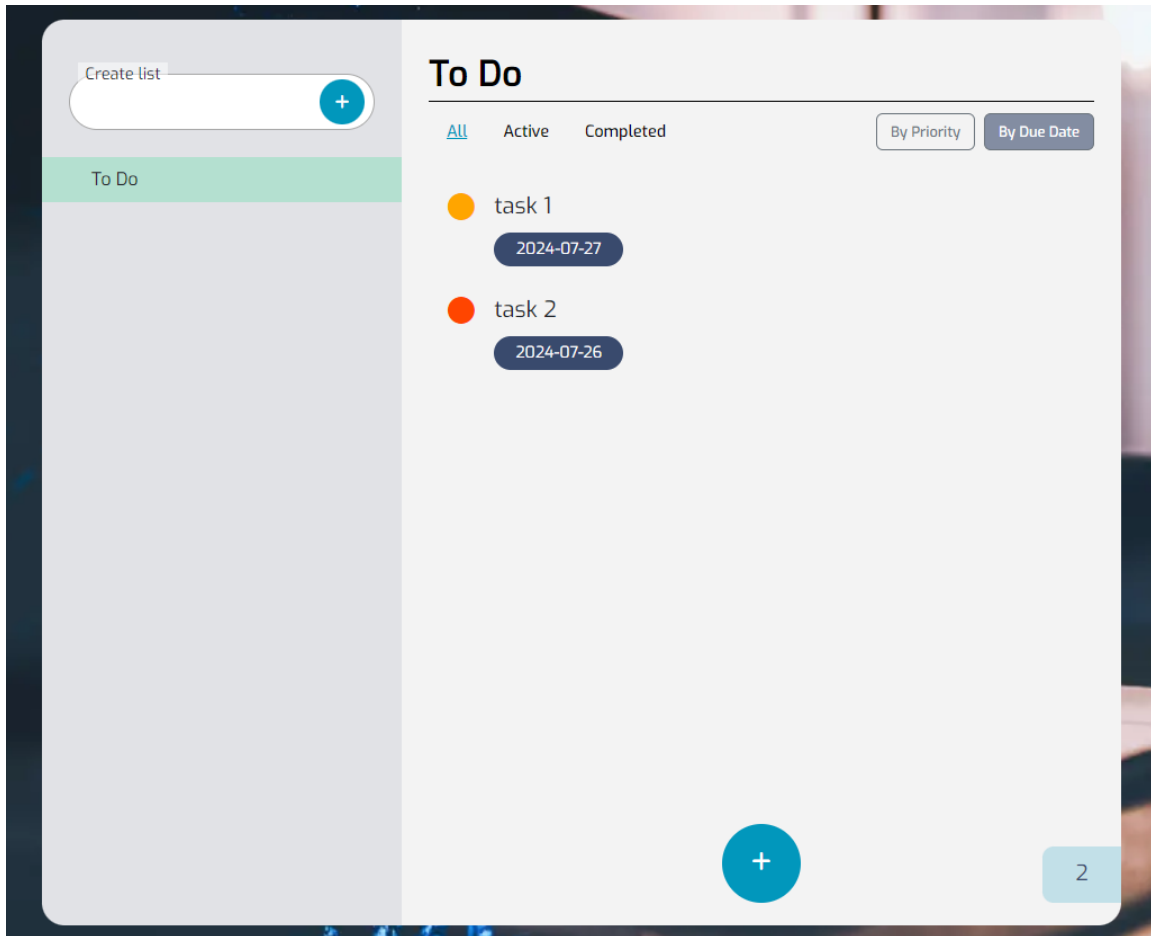 Create list
+
To Do
To Do
All Active Completed By Priority By Due Date
task 1
2024-07-27
task 2
2024-07-26
+
2